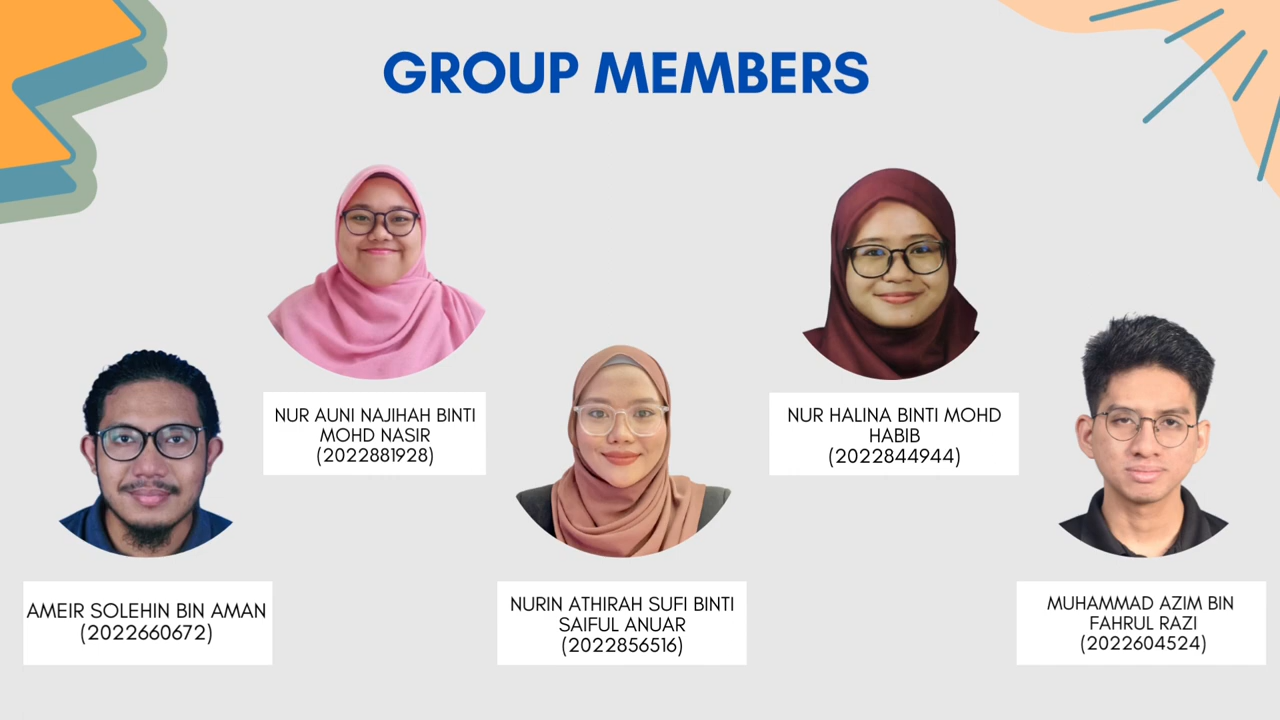 GROUP MEMBERS
NUR AUNI NAJIHAH BINTI
MOHD NASIR
(2022881928)
NUR HALINA BINTI MOHD
HABIB
(2022844944)
AMEIR SOLEHIN BIN AMAN
(2022660672)
NURIN ATHIRAH SUFI BINTI
SAIFUL ANUAR
(2022856516)
MUHAMMAD AZIM BIN
FAHRUL RAZI
(2022604524)